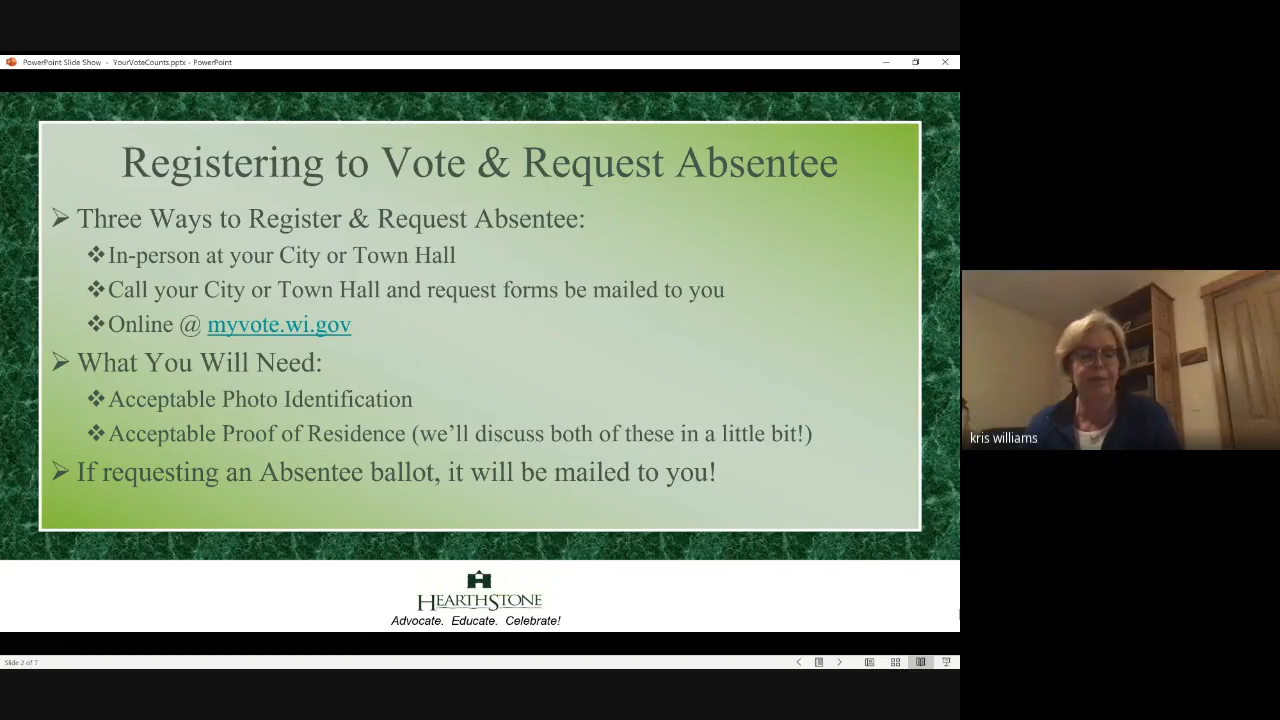 PowerPoint Slide Show - YourVoteCounts.pptx - PowerPoint
Registering to Vote & Request Absentee
Three Ways to Register & Request Absentee:
In-person at your City or Town Hall
Call your City or Town Hall and request forms be mailed to you
Online @ myvote.wi.gov
What You Will Need:
Acceptable Photo Identification
Acceptable Proof of Residence (we'll discuss both of these in a little bit!)
If requesting an Absentee ballot, it will be mailed to you!
kris williams
HEARTHSTONE
Advocate. Educate. Celebrate!
Slide 2 of 7